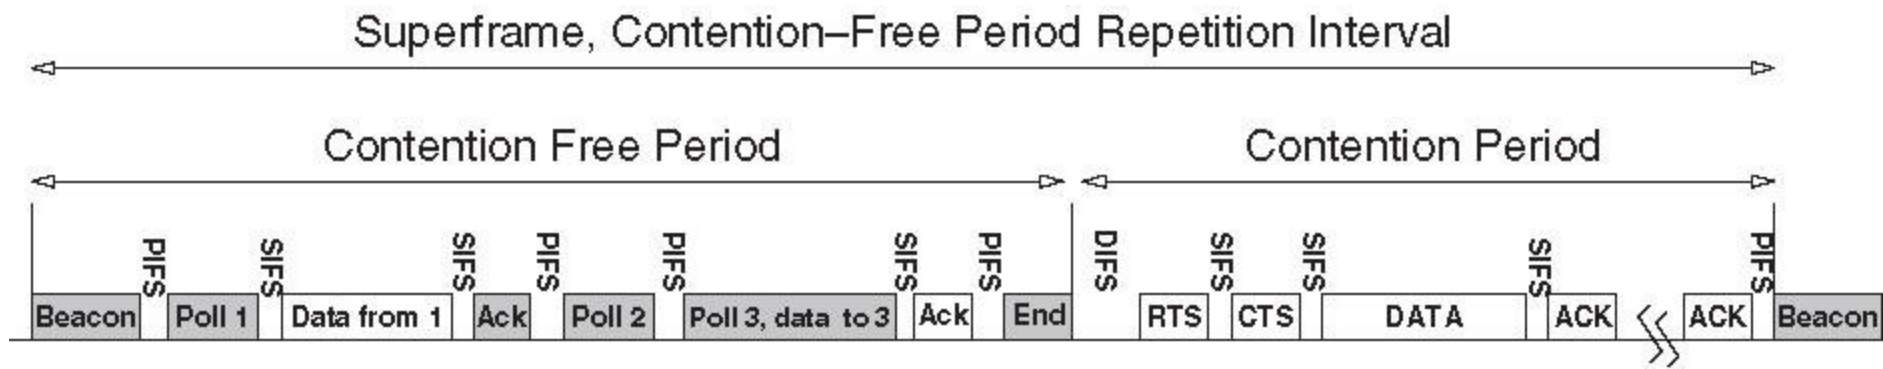 Superframe, Contention–Free Period Repetition Interval
Contention Free Period
Contention Period
PIFS SIFS SIFS PIFS PIFS SIFS PIFS DIFS SIFS SIFS SIFS PIFS
Beacon Poll 1 Data from 1 Ack Poll 2 Poll 3, data to 3 Ack End RTS CTS DATA ACK ACK Beacon